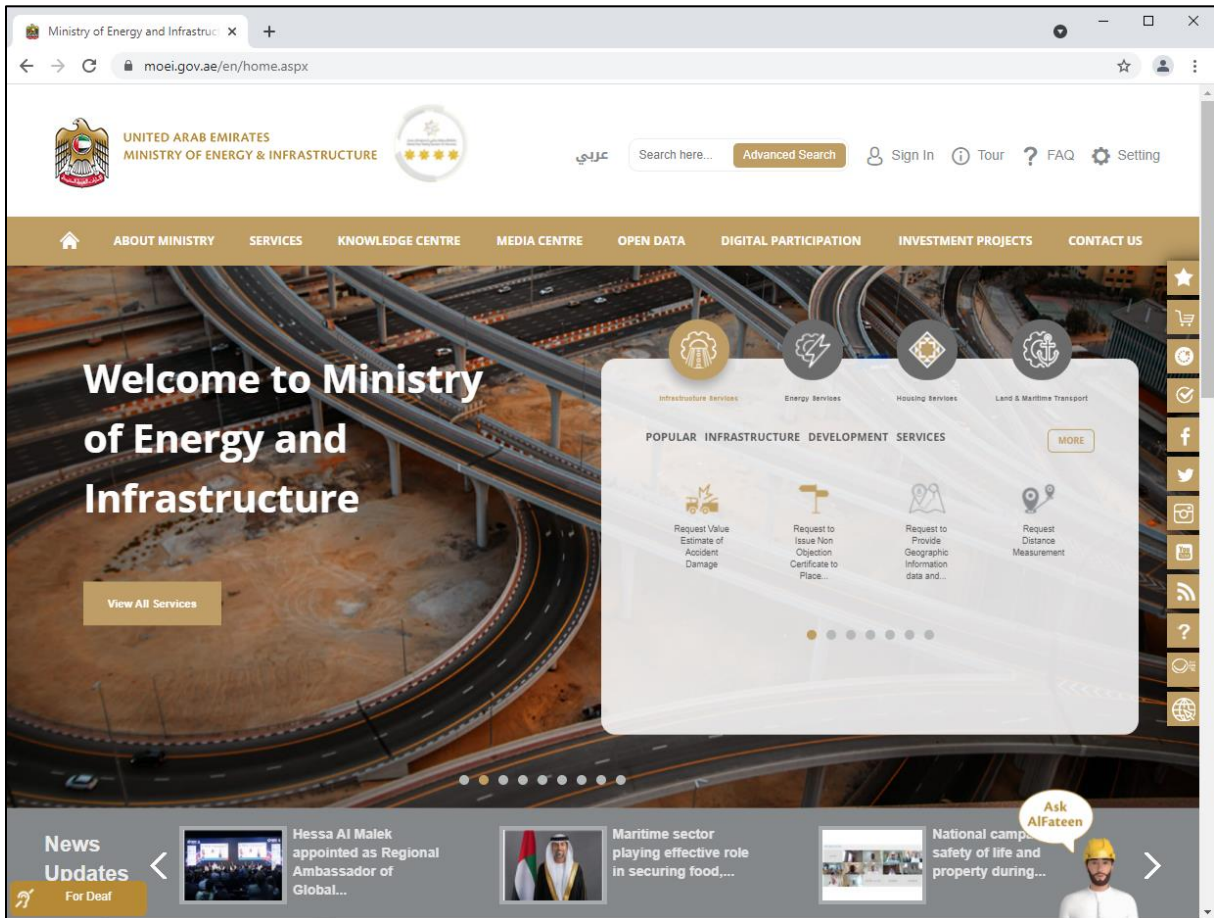 Ministry of Energy and Infrastruc
moei.gov.ae/en/home.aspx
UNITED ARAB EMIRATES
MINISTRY OF ENERGY & INFRASTRUCTURE
عربي
Search here...
Advanced Search
Sign In
Tour
FAQ
Setting
ABOUT MINISTRY
SERVICES
KNOWLEDGE CENTRE
MEDIA CENTRE
OPEN DATA
DIGITAL PARTICIPATION
INVESTMENT PROJECTS
CONTACT US
Welcome to Ministry
of Energy and
Infrastructure
View All Services
Infrastructure Services
Energy Services
Housing Services
Land & Maritime Transport
POPULAR INFRASTRUCTURE DEVELOPMENT SERVICES
MORE
Request Value
Estimate of
Accident
Damage
Request to
Issue Non
Objection
Certificate to
Place...
Request to
Provide
Geographic
Information
data and...
Request
Distance
Measurement
News
Updates
Hessa Al Malek
appointed as Regional
Ambassador of
Global...
Maritime sector
playing effective role
in securing food,...
National
safety of life and
property during...
Ask
AlFateen
For Deaf